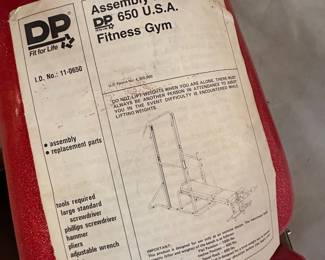 Assembly
DP 650 U.S.A.
Fitness Gym
DP
Fit for Life
I.D. No.: 11-0650
DO NOT LIFT WEIGHTS WHEN YOU ARE ALONE. THERE MUST
ALWAYS BE ANOTHER PERSON IN ATTENDANCE TO ASSIST
YOU IN THE EVENT DIFFICULTY IS ENCOUNTERED WHILE
LIFTING WEIGHTS.
• assembly
• replacement parts
tools required
large standard
screwdriver
phillips screwdriver
hammer
pliers
adjustable wrench
IMPORTANT: